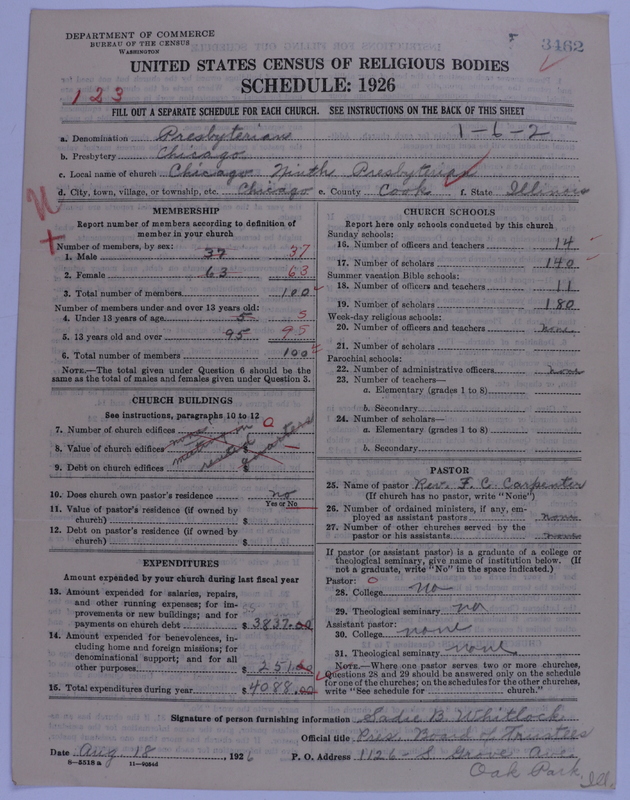 DEPARTMENT OF COMMERCE
BUREAU OF THE CENSUS
WASHINGTON
3462
UNITED STATES CENSUS OF RELIGIOUS BODIES
SCHEDULE: 1926
1 2 3
FILL OUT A SEPARATE SCHEDULE FOR EACH CHURCH. SEE INSTRUCTIONS ON THE BACK OF THIS SHEET
1-6-2
a. Denomination Presbyterian
b. Presbytery Chicago
c. Local name of church Chicago Ninth Presbyterian
d. City, town, village, or township, etc. Chicago e. County Cook f. State Illinois
MEMBERSHIP
Report number of members according to definition of
member in your church
Number of members, by sex:
1. Male 37 37
2. Female 63 63
3. Total number of members 100
Number of members under and over 13 years old:
4. Under 13 years of age 5 5
5. 13 years old and over 95 95
6. Total number of members 100
NOTE.—The total given under Question 6 should be
same as the total of males and females given under Question 3.
CHURCH BUILDINGS
See instructions, paragraphs 10 to 12
7. Number of church edifices none 0
8. Value of church edifices meeting in $
9. Debt on church edifices rented quarters $
10. Does church own pastor's residence no
Yes or No
11. Value of pastor's residence (if owned by
church) $
12. Debt on pastor's residence (if owned by
church) $
EXPENDITURES
Amount expended by your church during last fiscal year
13. Amount expended for salaries, repairs,
and other running expenses; for im-
provements or new buildings; and for
payments on church debt $ 3837.00
14. Amount expended for benevolences, in-
cluding home and foreign missions; for
denominational support; and for all
other purposes $ 251.00
15. Total expenditures during year $ 4088.00
CHURCH SCHOOLS
Report here only schools conducted by this church
Sunday schools:
16. Number of officers and teachers 14
17. Number of scholars 140
Summer vacation Bible schools:
18. Number of officers and teachers 11
19. Number of scholars 180
Week-day religious schools:
20. Number of officers and teachers none
21. Number of scholars
Parochial schools:
22. Number of administrative officers none
23. Number of teachers—
a. Elementary (grades 1 to 8)
b. Secondary
24. Number of scholars—
a. Elementary (grades 1 to 8)
b. Secondary
PASTOR
25. Name of pastor Rev. F. C. Carpenter
(If church has no pastor, write "None")
26. Number of ordained ministers, if any, em-
ployed as assistant pastors none
27. Number of other churches served by the
pastor or his assistants none
If pastor (or assistant pastor) is a graduate of a college or
theological seminary, give name of institution below. (If
not a graduate, write "No" in the space indicated.)
Pastor: 0
28. College no
29. Theological seminary no
Assistant pastor:
30. College none
31. Theological seminary none
NOTE.—Where one pastor serves two or more churches,
Questions 28 and 29 should be answered only on the schedule
for one of the churches; on the schedules for the other churches,
write "See schedule for church."
Signature of person furnishing information Sadie B. Whitlock
Official title Pres. Board of Trustees
Date Aug 18, 1926 P. O. Address 1126 - S. Grove Ave.
8-5518 a 11-9584d
Oak Park, Ill.